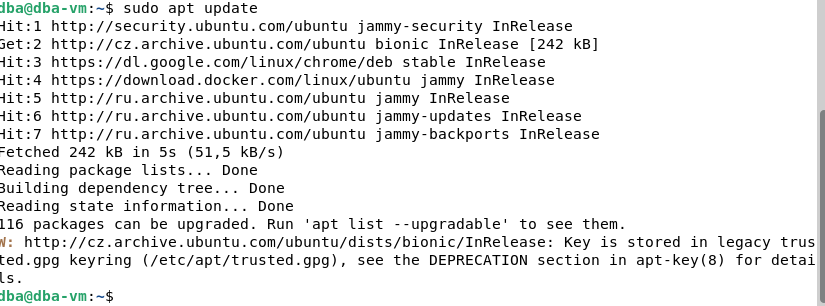 dba@dba-vm:~$ sudo apt update
Hit:1 http://security.ubuntu.com/ubuntu jammy-security InRelease
Get:2 http://cz.archive.ubuntu.com/ubuntu bionic InRelease [242 kB]
Hit:3 https://dl.google.com/linux/chrome/deb stable InRelease
Hit:4 https://download.docker.com/linux/ubuntu jammy InRelease
Hit:5 http://ru.archive.ubuntu.com/ubuntu jammy InRelease
Hit:6 http://ru.archive.ubuntu.com/ubuntu jammy-updates InRelease
Hit:7 http://ru.archive.ubuntu.com/ubuntu jammy-backports InRelease
Fetched 242 kB in 5s (51,5 kB/s)
Reading package lists... Done
Building dependency tree... Done
Reading state information... Done
116 packages can be upgraded. Run 'apt list --upgradable' to see them.
W: http://cz.archive.ubuntu.com/ubuntu/dists/bionic/InRelease: Key is stored in legacy trus
ted.gpg keyring (/etc/apt/trusted.gpg), see the DEPRECATION section in apt-key(8) for detai
ls.
dba@dba-vm:~$